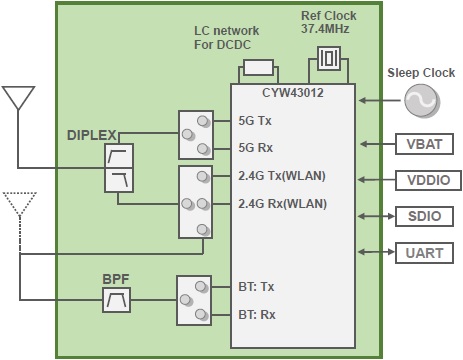 LC network
For DCDC
Ref Clock
37.4MHz
Sleep Clock
CYW43012
5G Tx
DIPLEX
5G Rx
VBAT
2.4G Tx(WLAN)
VDDIO
2.4G Rx(WLAN)
SDIO
UART
BPF
BT: Tx
BT: Rx